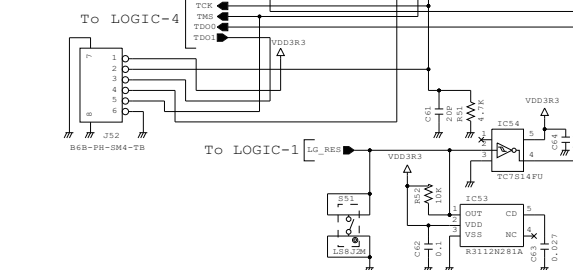 TCK
To LOGIC-4
TMS
TDO0
TDO1
VDD3R3
7
1
2
3
4
5
6
8
J52
B6B-PH-SM4-TB
C61
20P
R51
4.7K
VDD3R3
IC54
1
2
3
5
4
C64
TC7S14FU
To LOGIC-1
LG_RES
VDD3R3
R52
10K
S51
LS8J2M
IC53
1
2
3
OUT
VDD
VSS
CD
NC
5
4
R3112N281A
C62
0.1
C63
0.027